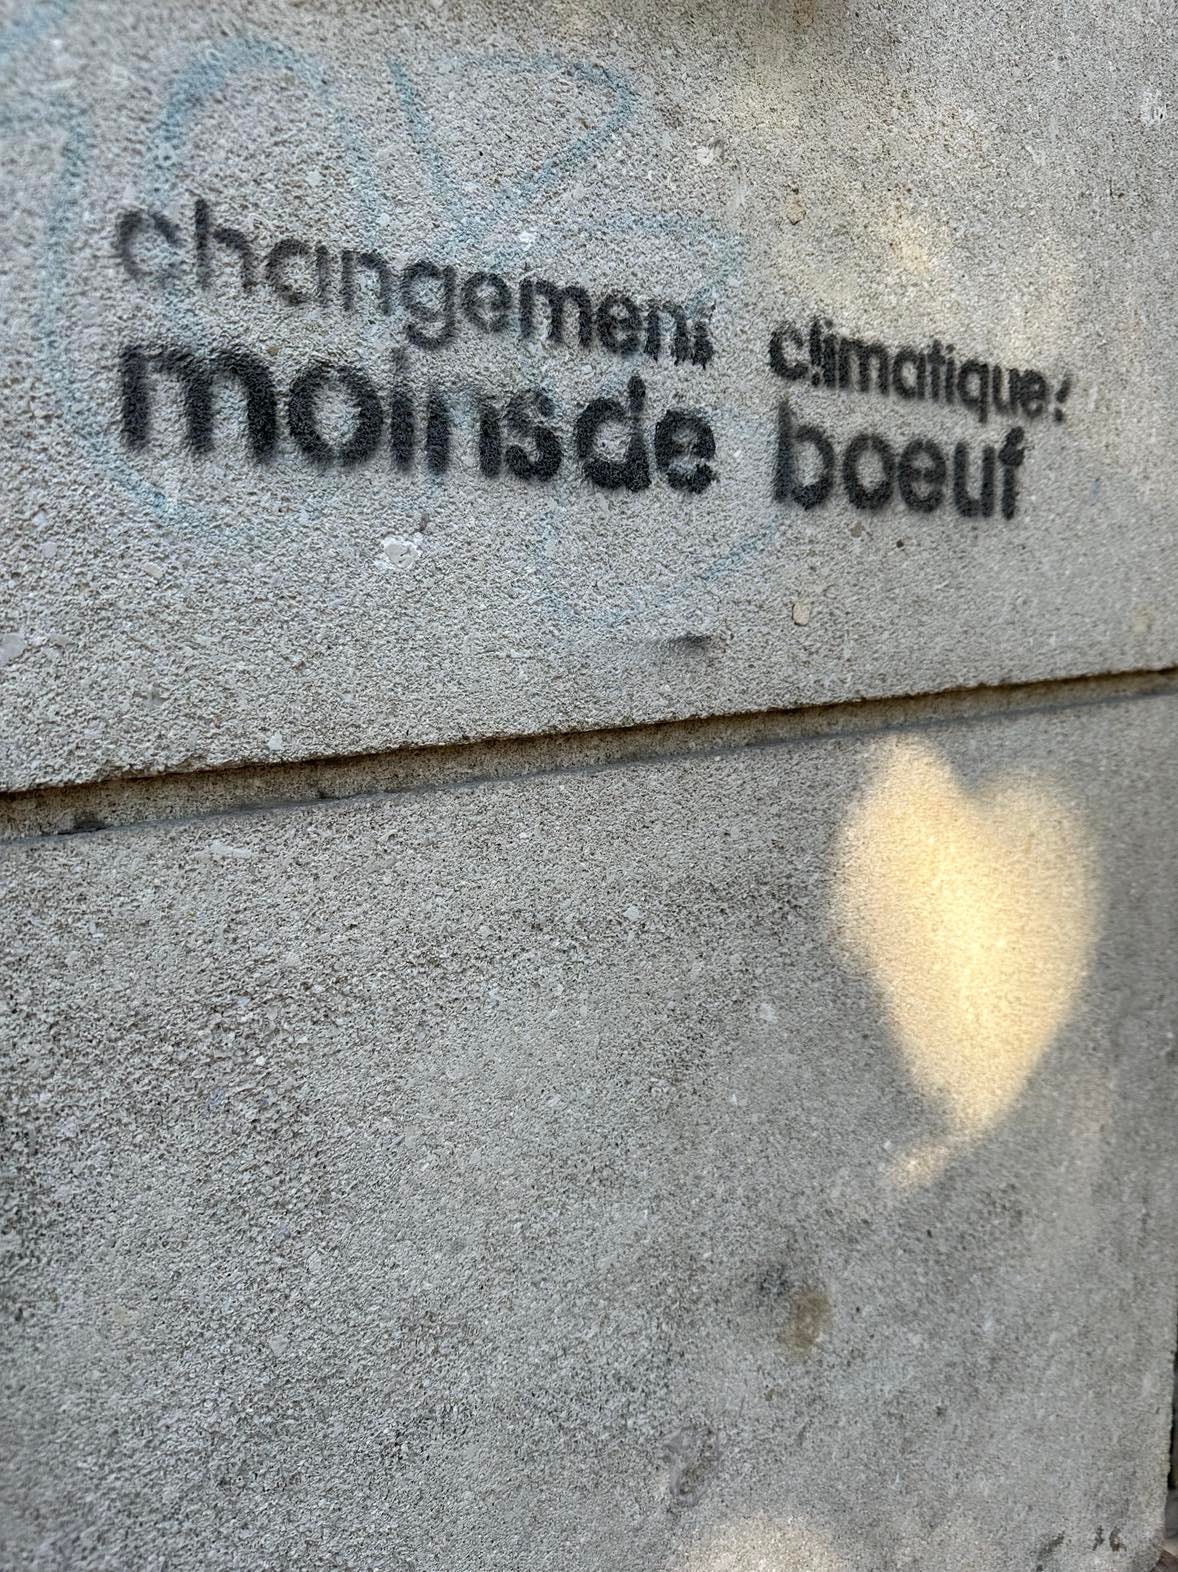 changement climatique:
moins de boeuf